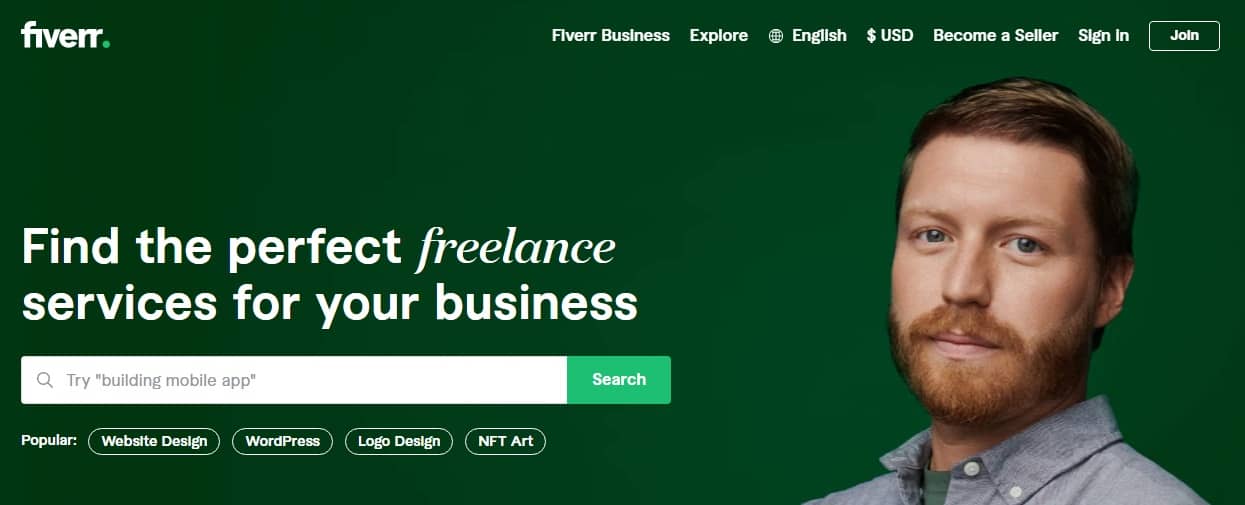 fiverr.
Fiverr Business Explore English $ USD Become a Seller Sign in Join
Find the perfect freelance
services for your business
Try "building mobile app" Search
Popular: Website Design WordPress Logo Design NFT Art